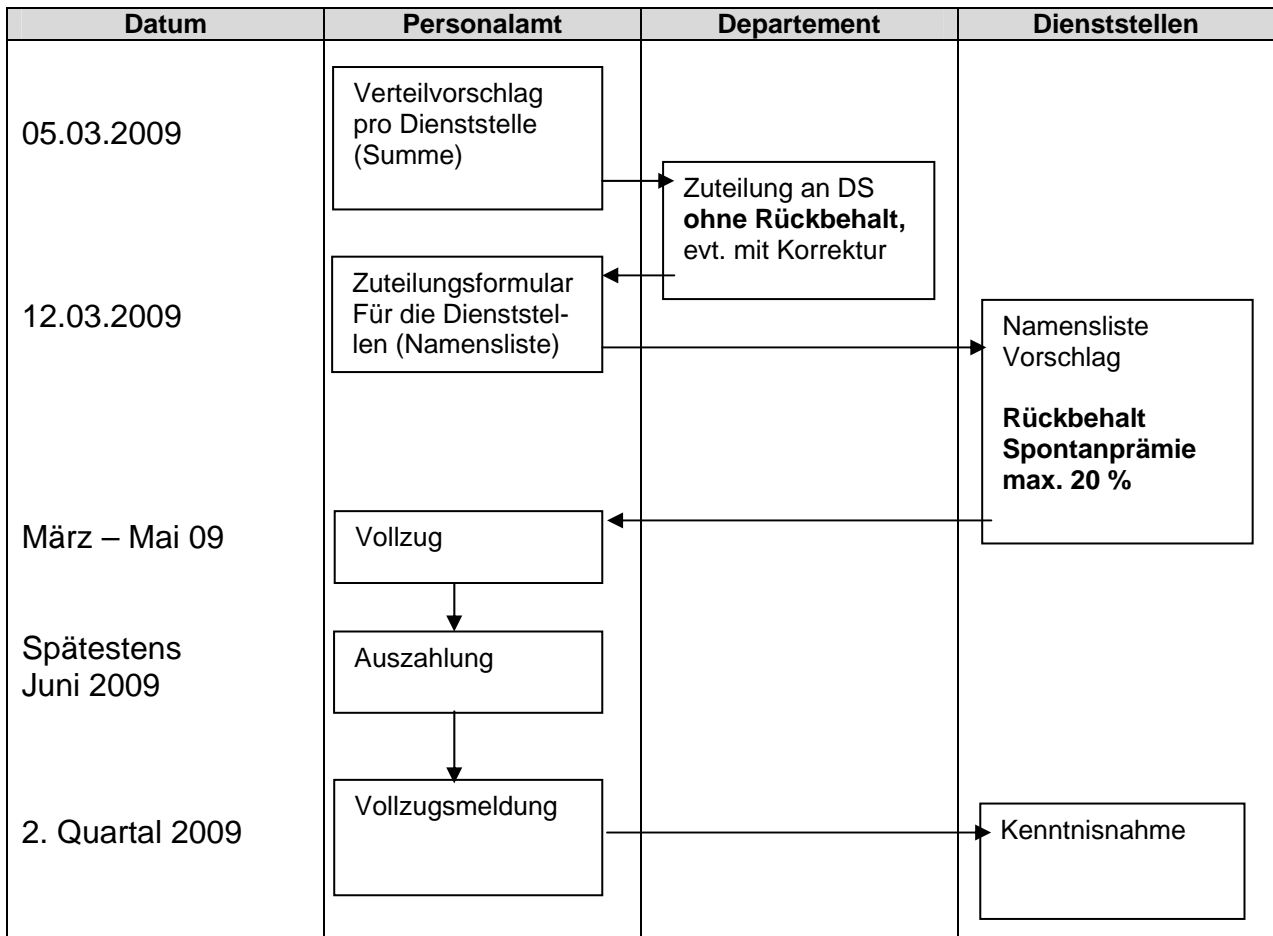 Datum Personalamt Departement Dienststellen
05.03.2009
Verteilvorschlag
pro Dienststelle
(Summe)
Zuteilung an DS
ohne Rückbehalt,
evt. mit Korrektur
12.03.2009
Zuteilungsformular
Für die Dienststel-
len (Namensliste)
Namensliste
Vorschlag
Rückbehalt
Spontanprämie
max. 20 %
März – Mai 09
Vollzug
Spätestens
Juni 2009
Auszahlung
2. Quartal 2009
Vollzugsmeldung
Kenntnisnahme